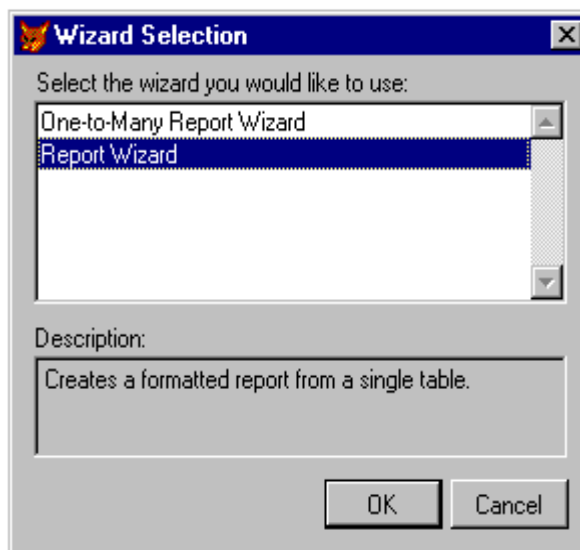 Wizard Selection
Select the wizard you would like to use:
One-to-Many Report Wizard
Report Wizard
Description:
Creates a formatted report from a single table.
OK Cancel